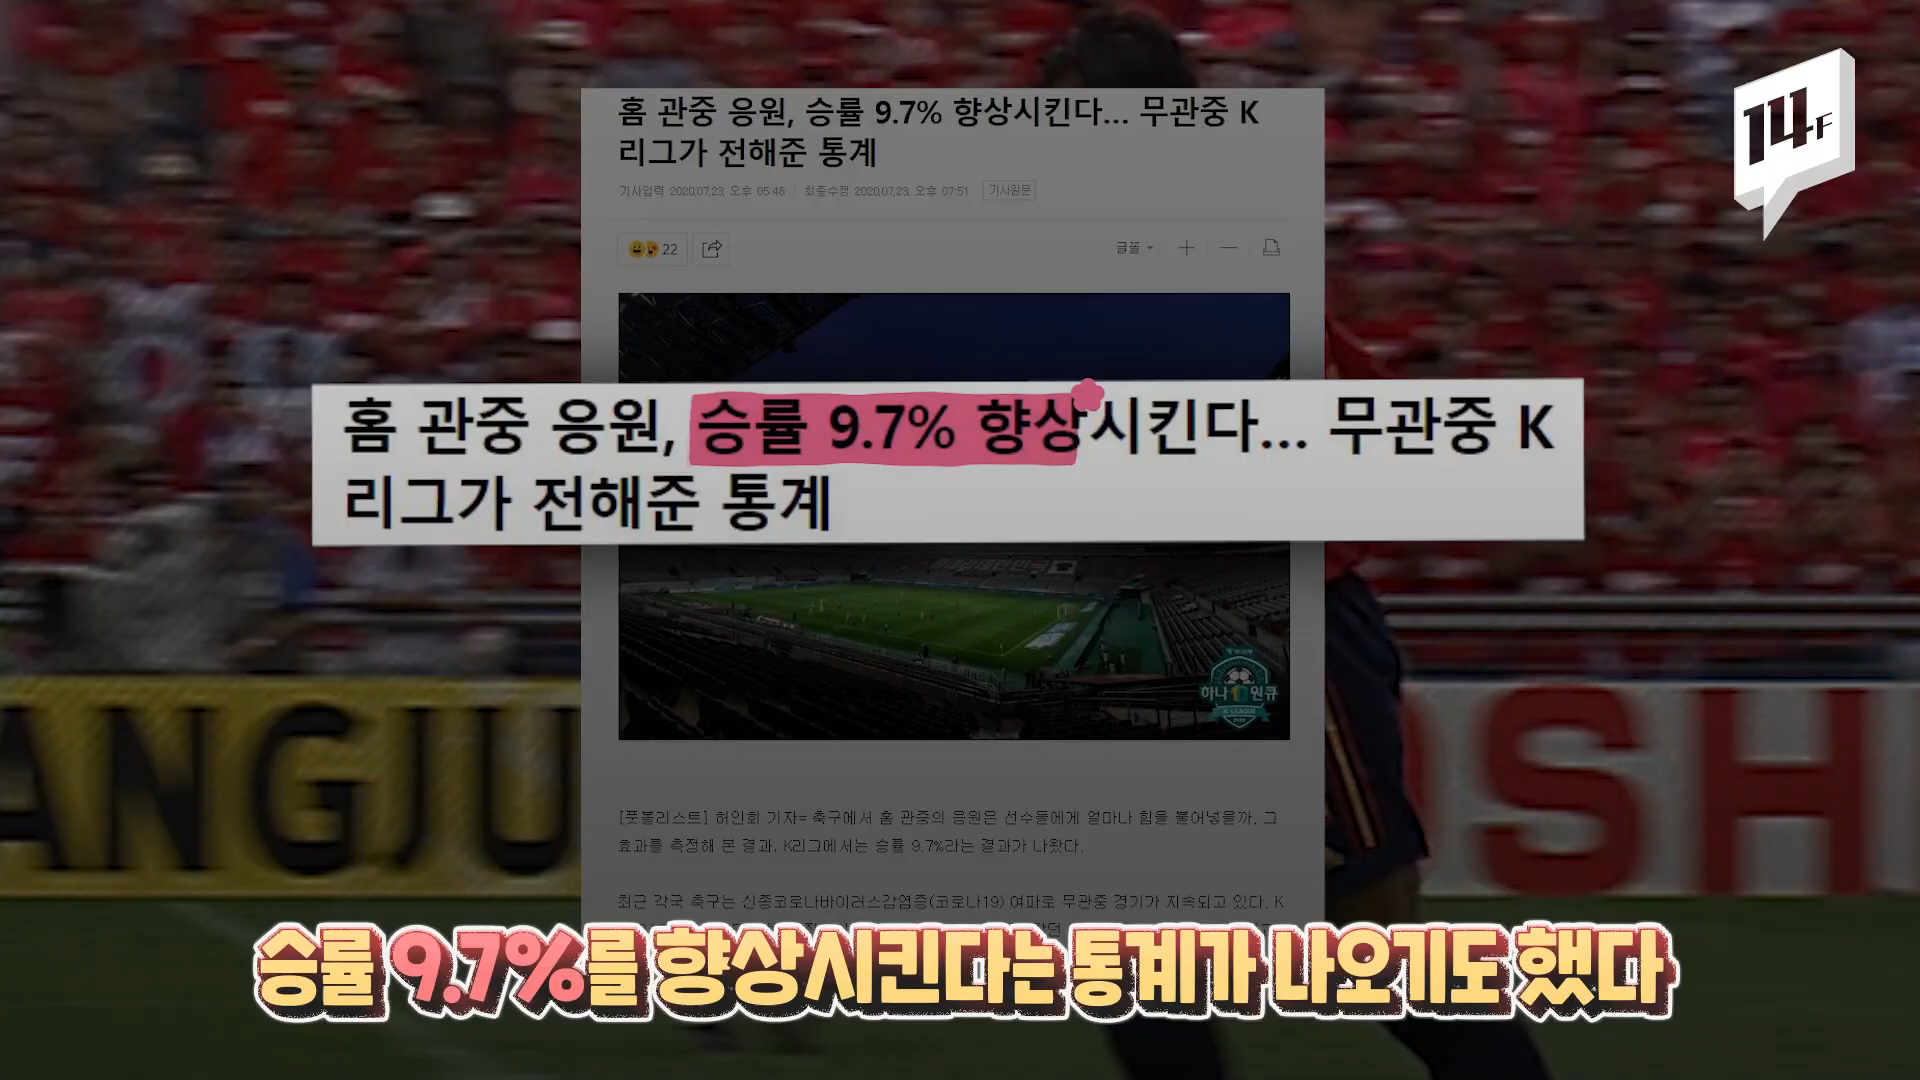 홈 관중 응원, 승률 9.7% 향상시킨다... 무관중 K
리그가 전해준 통계
기사입력 2020.07.23. 오후 05:48 | 최종수정 2020.07.23. 오후 07:51 기사원문
22
글꼴
14F
홈 관중 응원, 승률 9.7% 향상시킨다... 무관중 K
리그가 전해준 통계
하나원큐
K LEAGUE
2020
ANGJU
SH
[풋볼리스트] 허인회 기자= 축구에서 홈 관중의 응원은 선수들에게 얼마나 힘을 불어넣을까. 그
효과를 측정해 본 결과, K리그에서는 승률 9.7%라는 결과가 나왔다.
최근 각국 축구는 신종코로나바이러스감염증(코로나19) 여파로 무관중 경기가 지속되고 있다. K
승률 9.7%를 향상시킨다는 통계가 나오기도 했다